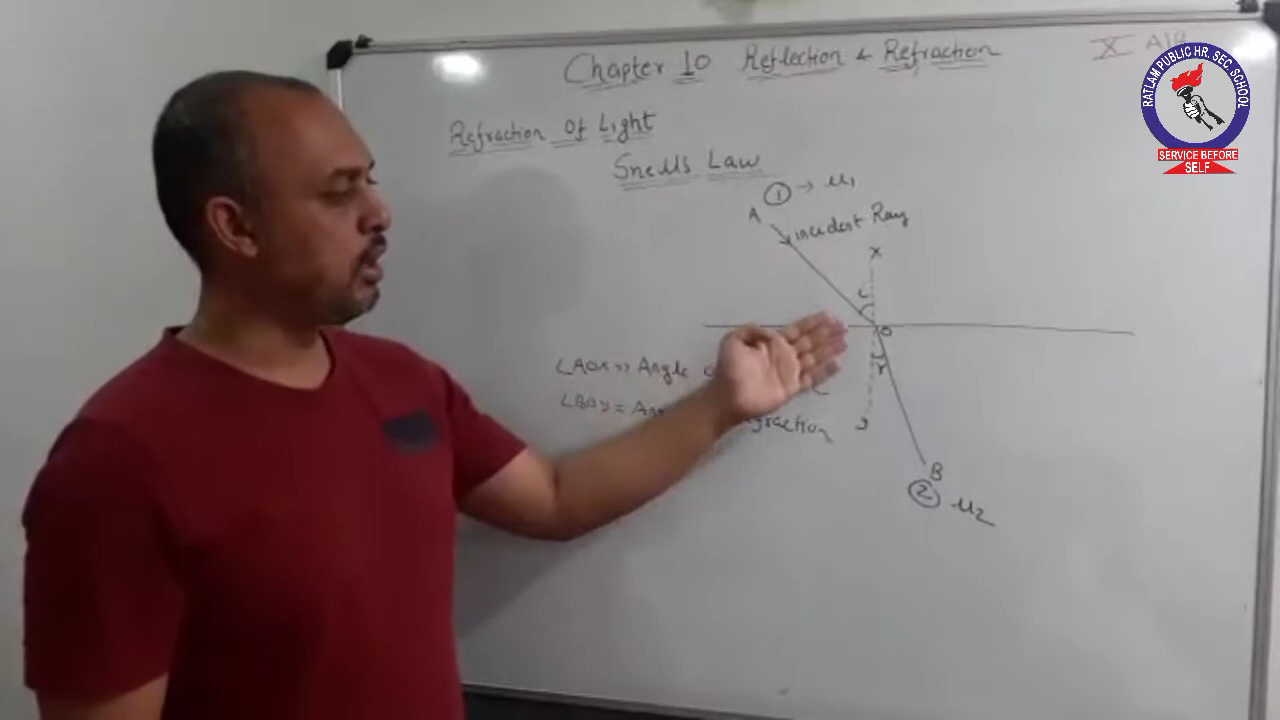 Chapter 10 Reflection & Refraction
X A/B
RATLAM PUBLIC HR. SEC. SCHOOL
SERVICE BEFORE
SELF
Refraction Of Light
Snells Law
① → μ1
A
incident Ray
X
i
O
∠AOX => Angle
r
∠BOY = An
fraction
y
B
② μ2